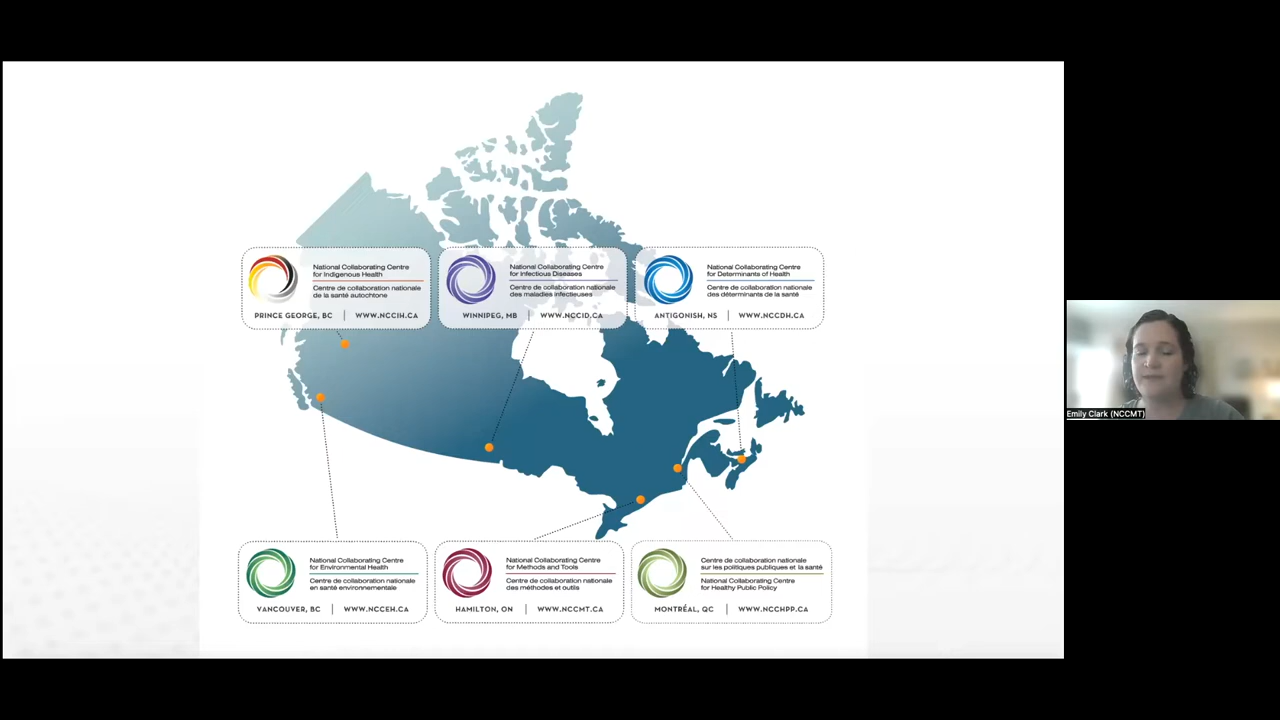 National Collaborating Centre
for Indigenous Health
Centre de collaboration nationale
de la santé autochtone
PRINCE GEORGE, BC | WWW.NCCIH.CA
National Collaborating Centre
for Infectious Diseases
Centre de collaboration nationale
des maladies infectieuses
WINNIPEG, MB | WWW.NCCID.CA
National Collaborating Centre
for Determinants of Health
Centre de collaboration nationale
des déterminants de la santé
ANTIGONISH, NS | WWW.NCCDH.CA
Emily Clark (NCCMT)
National Collaborating Centre
for Environmental Health
Centre de collaboration nationale
en santé environnementale
VANCOUVER, BC | WWW.NCCEH.CA
National Collaborating Centre
for Methods and Tools
Centre de collaboration nationale
des méthodes et outils
HAMILTON, ON | WWW.NCCMT.CA
Centre de collaboration nationale
sur les politiques publiques et la santé
National Collaborating Centre
for Healthy Public Policy
MONTRÉAL, QC | WWW.NCCHPP.CA